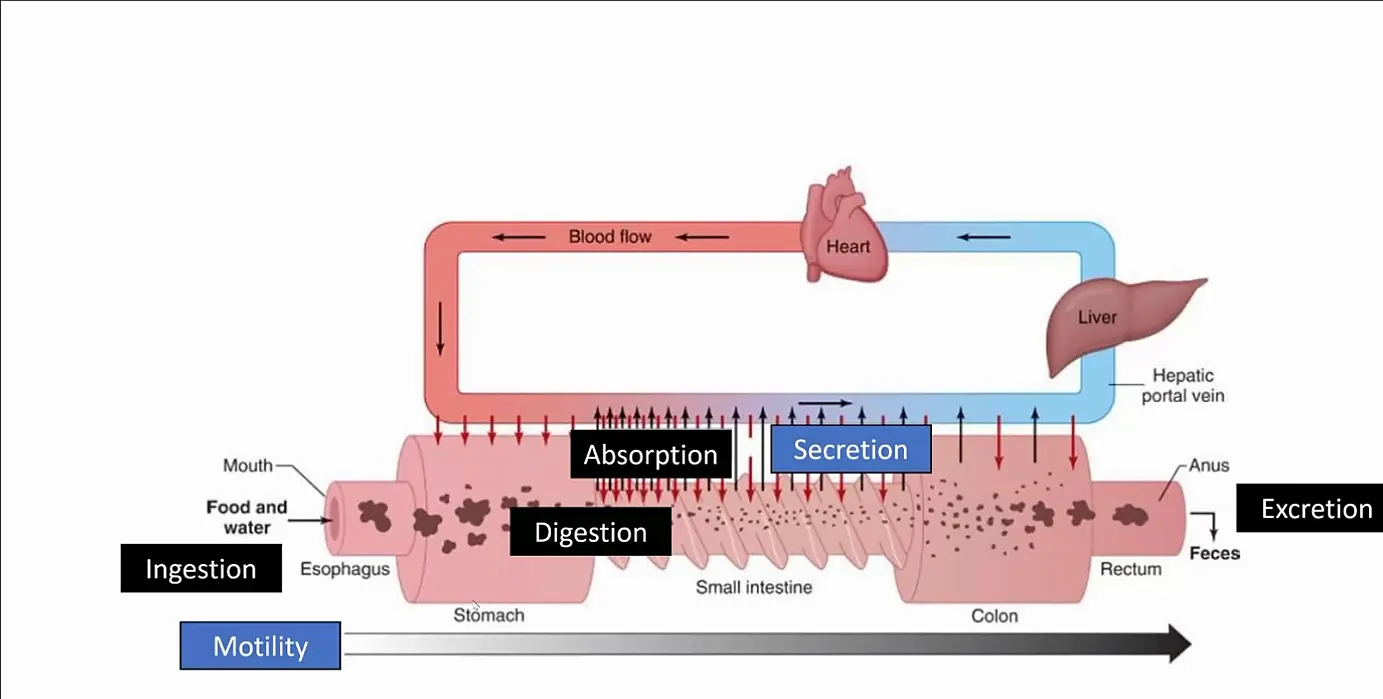 Blood flow
Heart
Liver
Hepatic
portal vein
Absorption
Secretion
Mouth
Anus
Food and
water
Digestion
Excretion
Feces
Ingestion
Esophagus
Small intestine
Rectum
Stomach
Colon
Motility